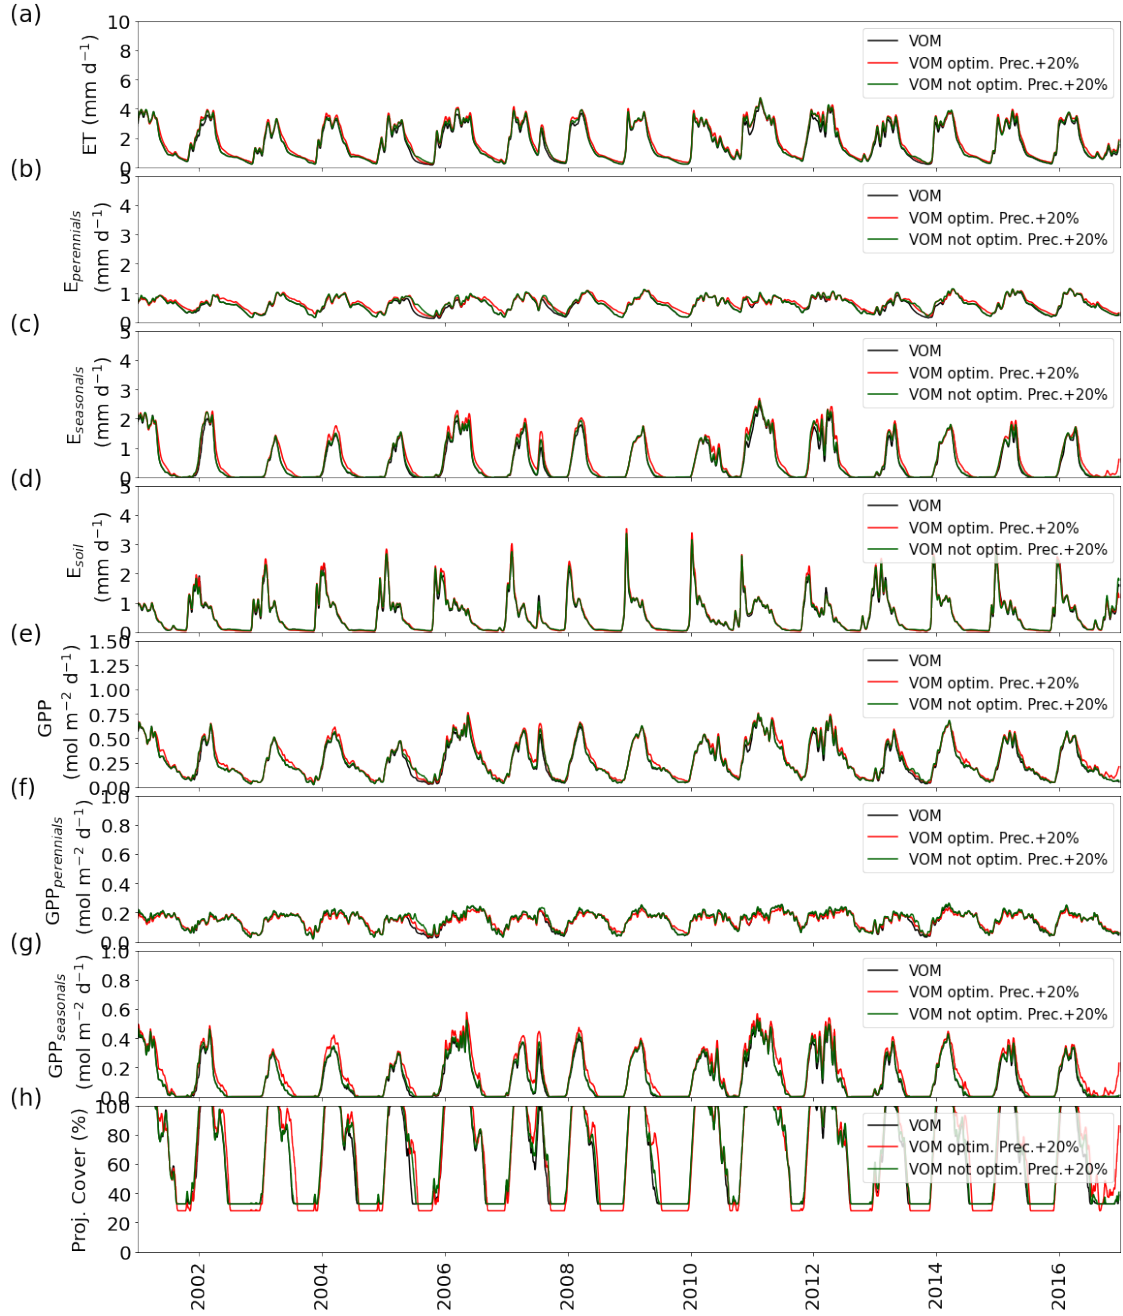 (a)
ET (mm d⁻¹)
10
8
6
4
2
0
VOM
VOM optim. Prec.+20%
VOM not optim. Prec.+20%
(b)
E_perennials
(mm d⁻¹)
5
4
3
2
1
0
VOM
VOM optim. Prec.+20%
VOM not optim. Prec.+20%
(c)
E_seasonals
(mm d⁻¹)
5
4
3
2
1
0
VOM
VOM optim. Prec.+20%
VOM not optim. Prec.+20%
(d)
E_soil
(mm d⁻¹)
5
4
3
2
1
0
VOM
VOM optim. Prec.+20%
VOM not optim. Prec.+20%
(e)
GPP
(mol m⁻² d⁻¹)
1.50
1.25
1.00
0.75
0.50
0.25
0.00
VOM
VOM optim. Prec.+20%
VOM not optim. Prec.+20%
(f)
GPP_perennials
(mol m⁻² d⁻¹)
1.0
0.8
0.6
0.4
0.2
0.0
VOM
VOM optim. Prec.+20%
VOM not optim. Prec.+20%
(g)
GPP_seasonals
(mol m⁻² d⁻¹)
1.0
0.8
0.6
0.4
0.2
0.0
VOM
VOM optim. Prec.+20%
VOM not optim. Prec.+20%
(h)
Proj. Cover (%)
100
80
60
40
20
0
VOM
VOM optim. Prec.+20%
VOM not optim. Prec.+20%
2002
2004
2006
2008
2010
2012
2014
2016